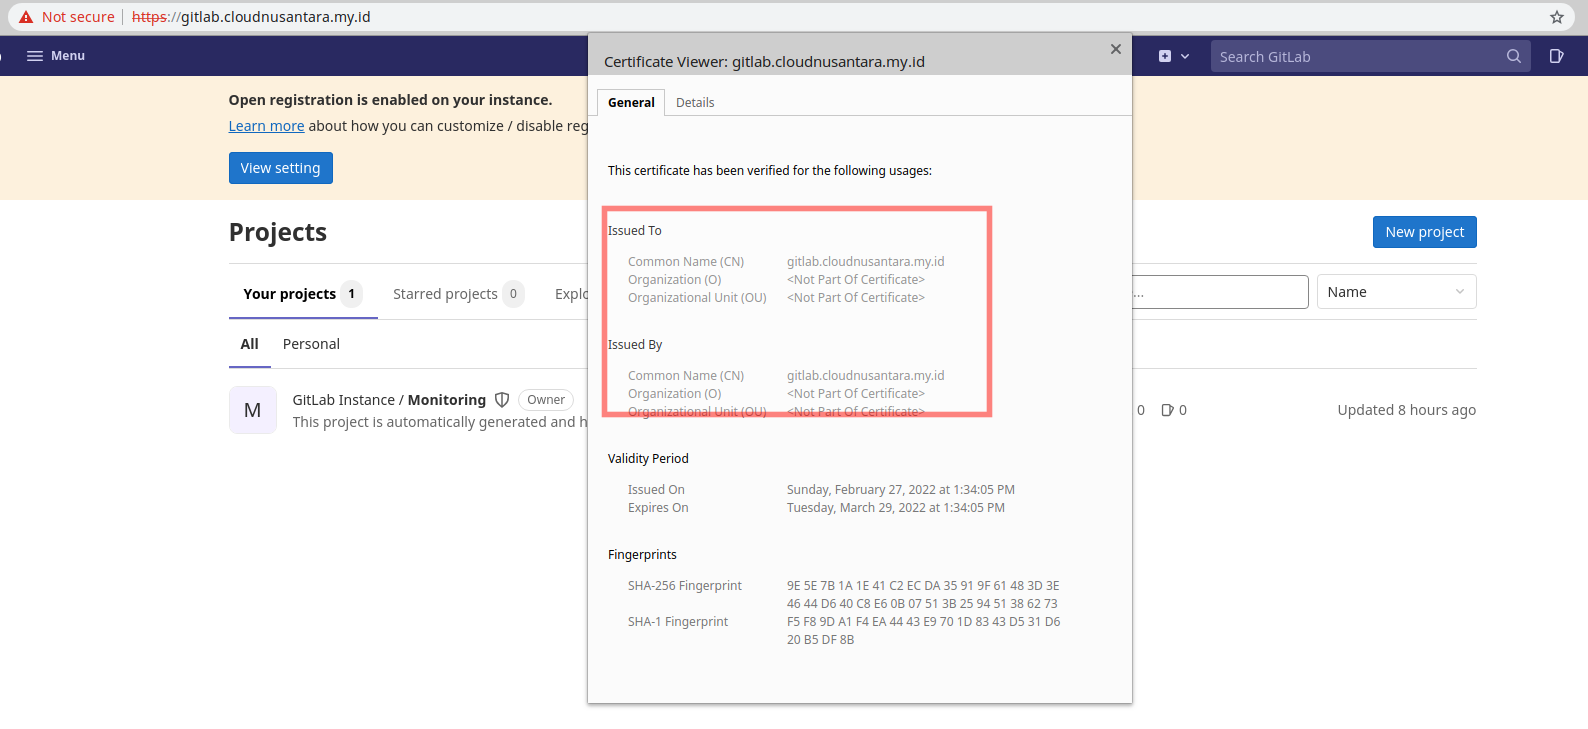 Not secure https://gitlab.cloudnusantara.my.id
Menu
Search GitLab
Open registration is enabled on your instance.
Learn more about how you can customize / disable reg
View setting
Projects
New project
Your projects 1
Starred projects 0
Explo
...
Name
All
Personal
M
GitLab Instance / Monitoring Owner
This project is automatically generated and h
0
0
Updated 8 hours ago
Certificate Viewer: gitlab.cloudnusantara.my.id
General
Details
This certificate has been verified for the following usages:
Issued To
Common Name (CN) gitlab.cloudnusantara.my.id
Organization (O) <Not Part Of Certificate>
Organizational Unit (OU) <Not Part Of Certificate>
Issued By
Common Name (CN) gitlab.cloudnusantara.my.id
Organization (O) <Not Part Of Certificate>
Organizational Unit (OU) <Not Part Of Certificate>
Validity Period
Issued On Sunday, February 27, 2022 at 1:34:05 PM
Expires On Tuesday, March 29, 2022 at 1:34:05 PM
Fingerprints
SHA-256 Fingerprint 9E 5E 7B 1A 1E 41 C2 EC DA 35 91 9F 61 48 3D 3E
46 44 D6 40 C8 E6 0B 07 51 3B 25 94 51 38 62 73
SHA-1 Fingerprint F5 F8 9D A1 F4 EA 44 43 E9 70 1D 83 43 D5 31 D6
20 B5 DF 8B